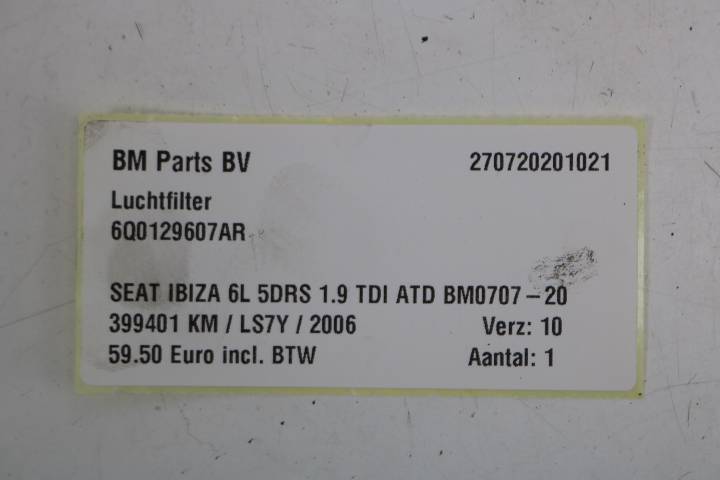 BM Parts BV 270720201021
Luchtfilter
6Q0129607AR
SEAT IBIZA 6L 5DRS 1.9 TDI ATD BM0707-20
399401 KM / LS7Y / 2006 Verz: 10
59.50 Euro incl. BTW Aantal: 1